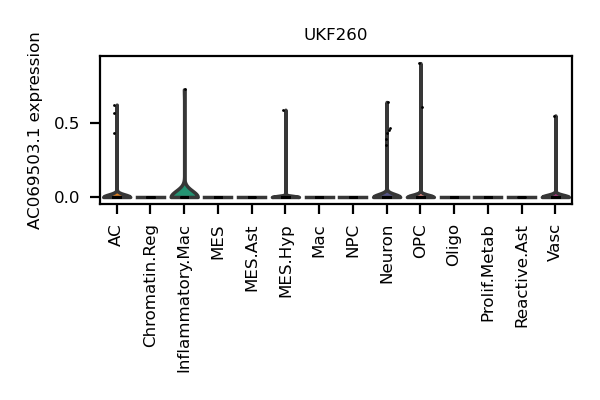 UKF260
AC069503.1 expression
0.5
0.0
AC
Chromatin.Reg
Inflammatory.Mac
MES
MES.Ast
MES.Hyp
Mac
NPC
Neuron
OPC
Oligo
Prolif.Metab
Reactive.Ast
Vasc